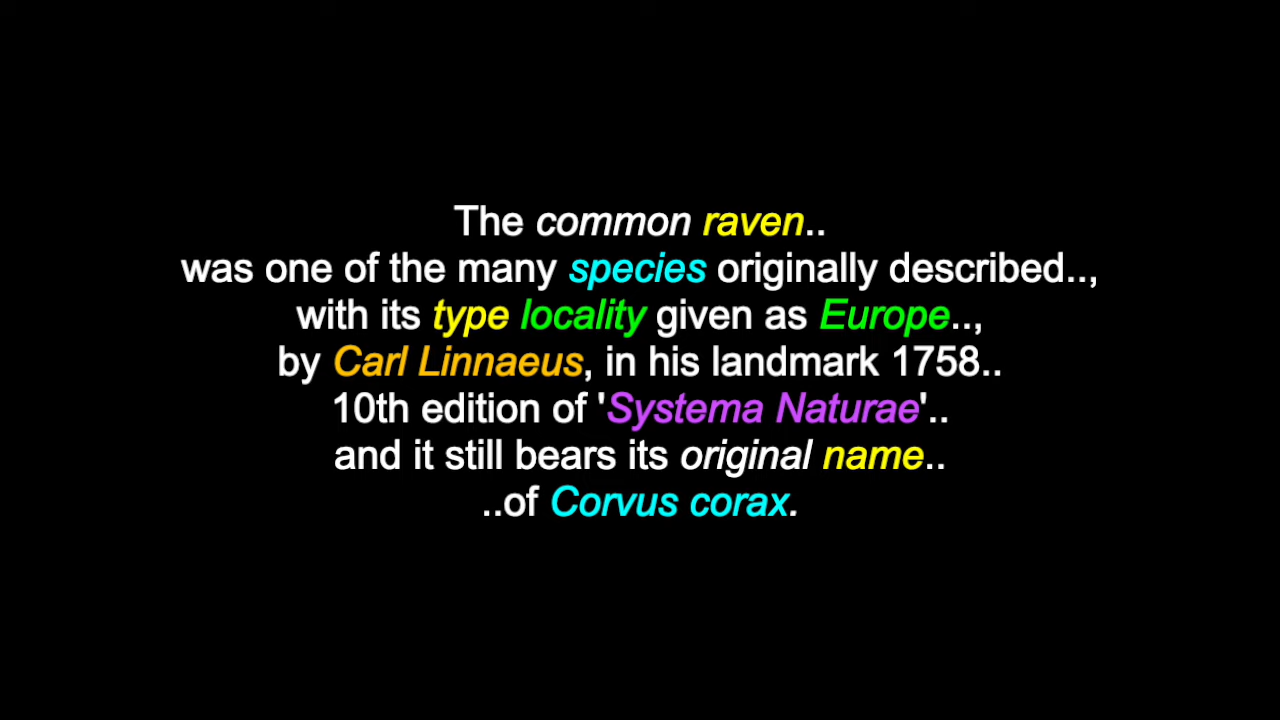 The common raven..
was one of the many species originally described..,
with its type locality given as Europe..,
by Carl Linnaeus, in his landmark 1758..
10th edition of 'Systema Naturae'..
and it still bears its original name..
..of Corvus corax.